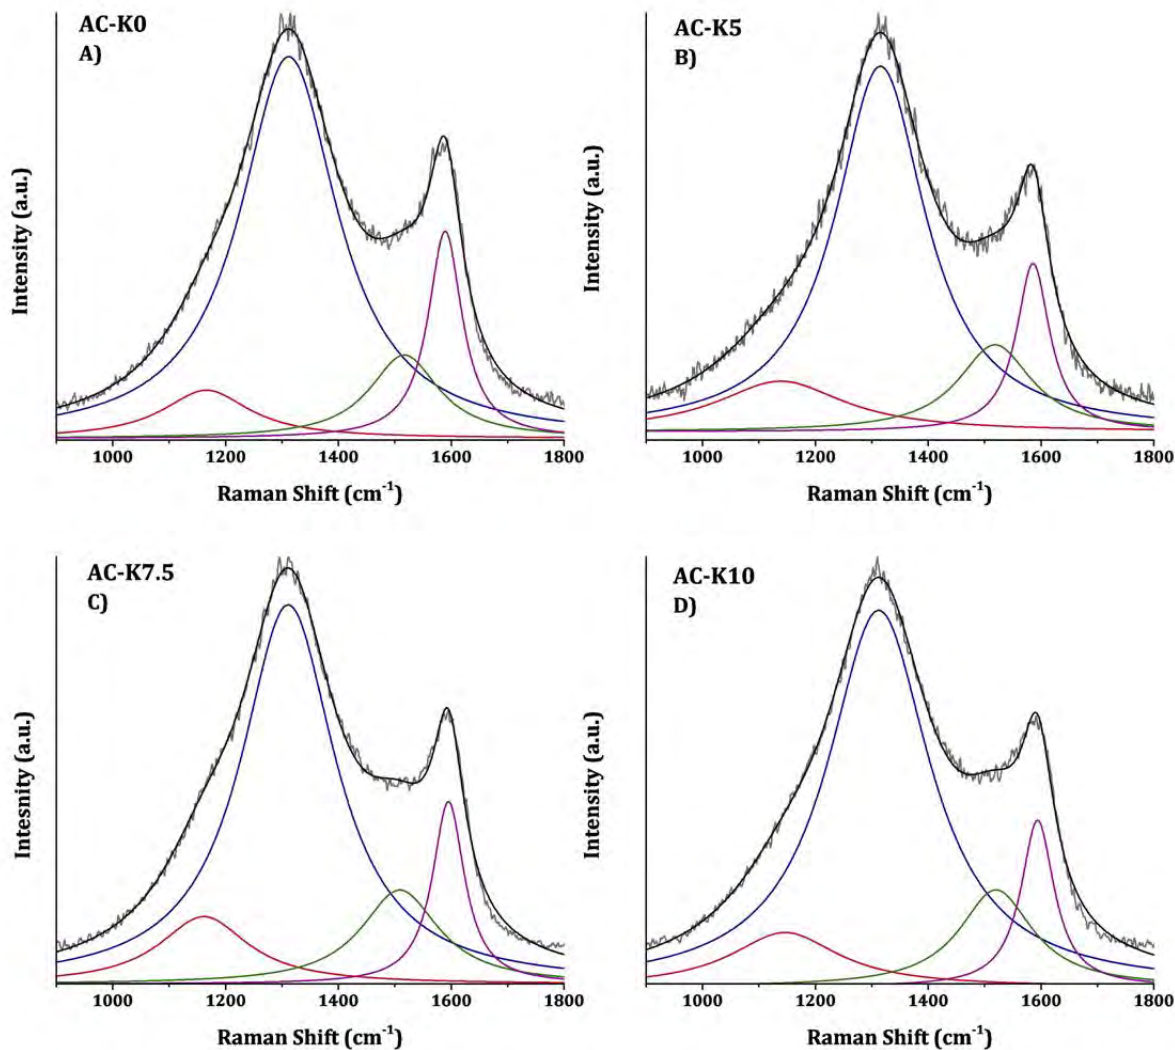 AC-K0
A)
Intensity (a.u.)
1000 1200 1400 1600 1800
Raman Shift (cm⁻¹)
AC-K5
B)
Intensity (a.u.)
1000 1200 1400 1600 1800
Raman Shift (cm⁻¹)
AC-K7.5
C)
Intesnity (a.u.)
1000 1200 1400 1600 1800
Raman Shift (cm⁻¹)
AC-K10
D)
Intensity (a.u.)
1000 1200 1400 1600 1800
Raman Shift (cm⁻¹)